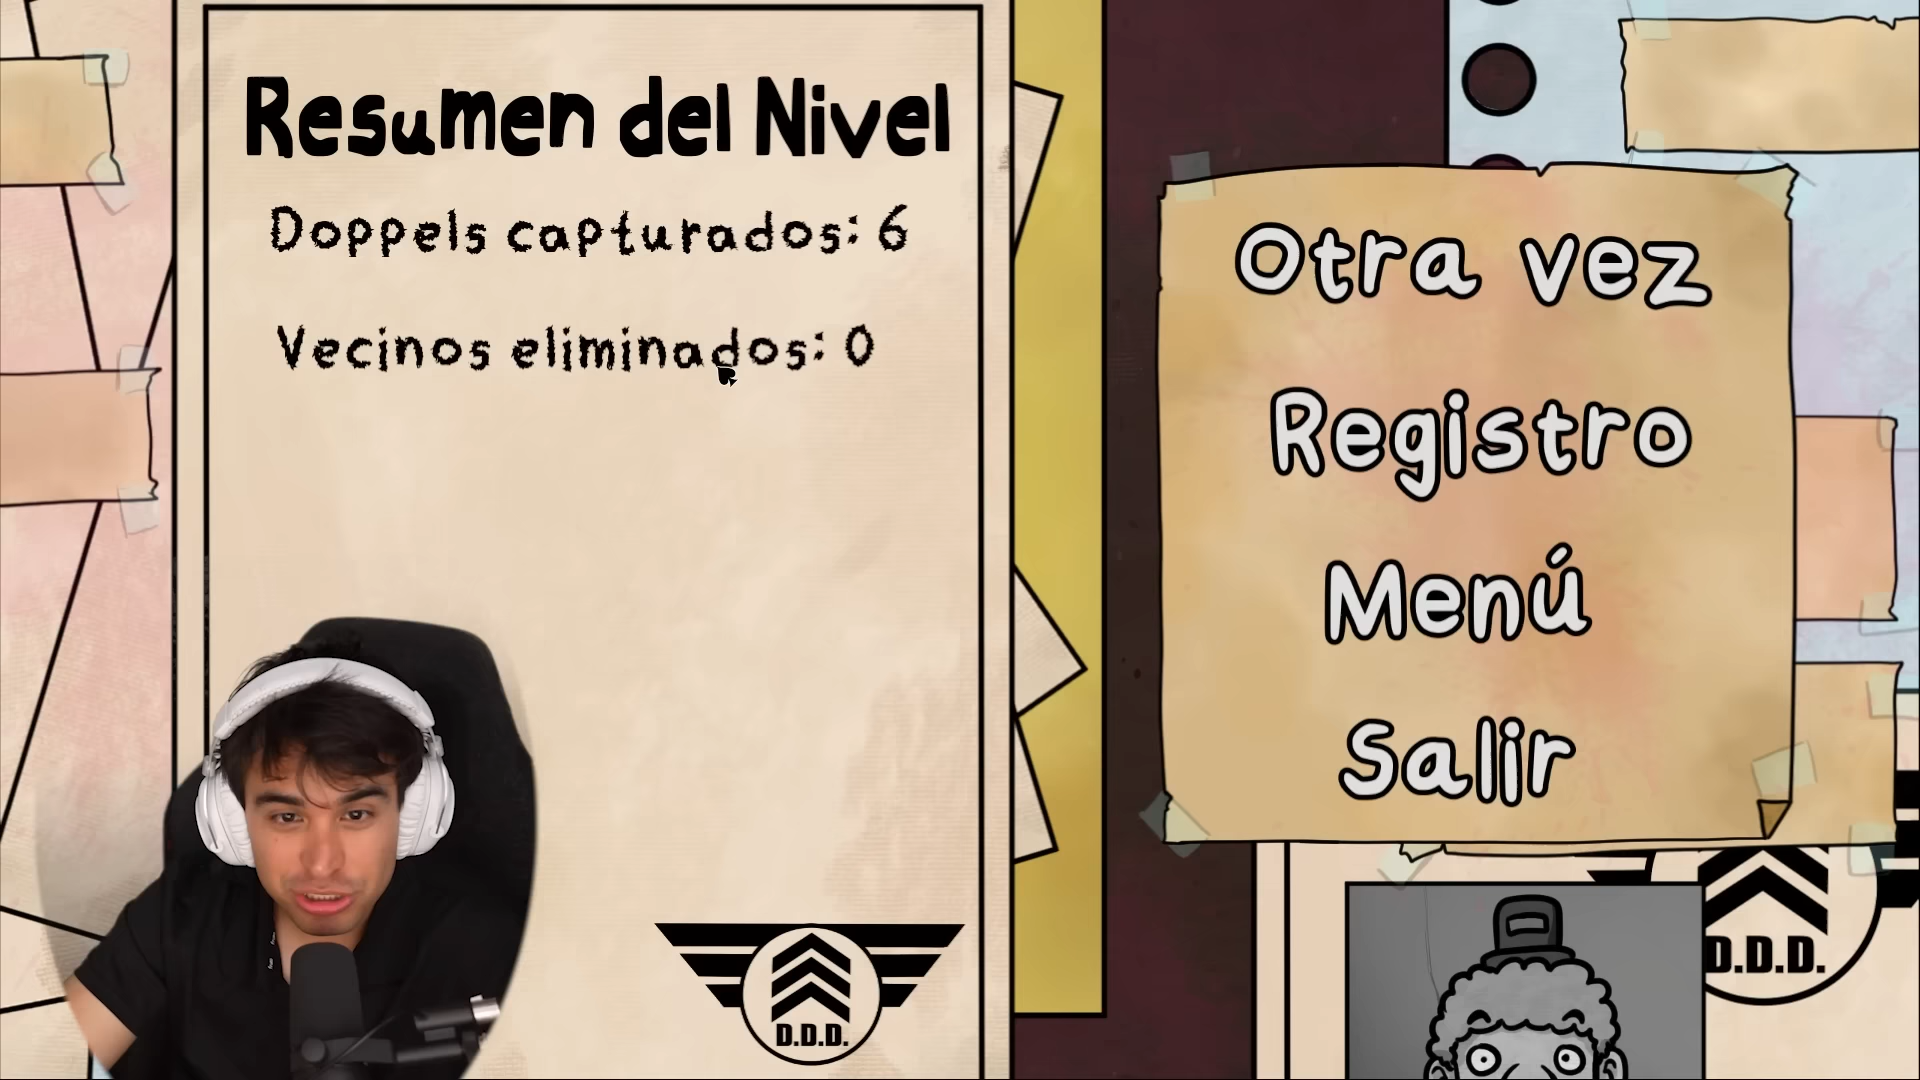 Resumen del Nivel
Doppels capturados: 6
Vecinos eliminados: 0
Otra vez
Registro
Menú
Salir
D.D.D.
D.D.D.